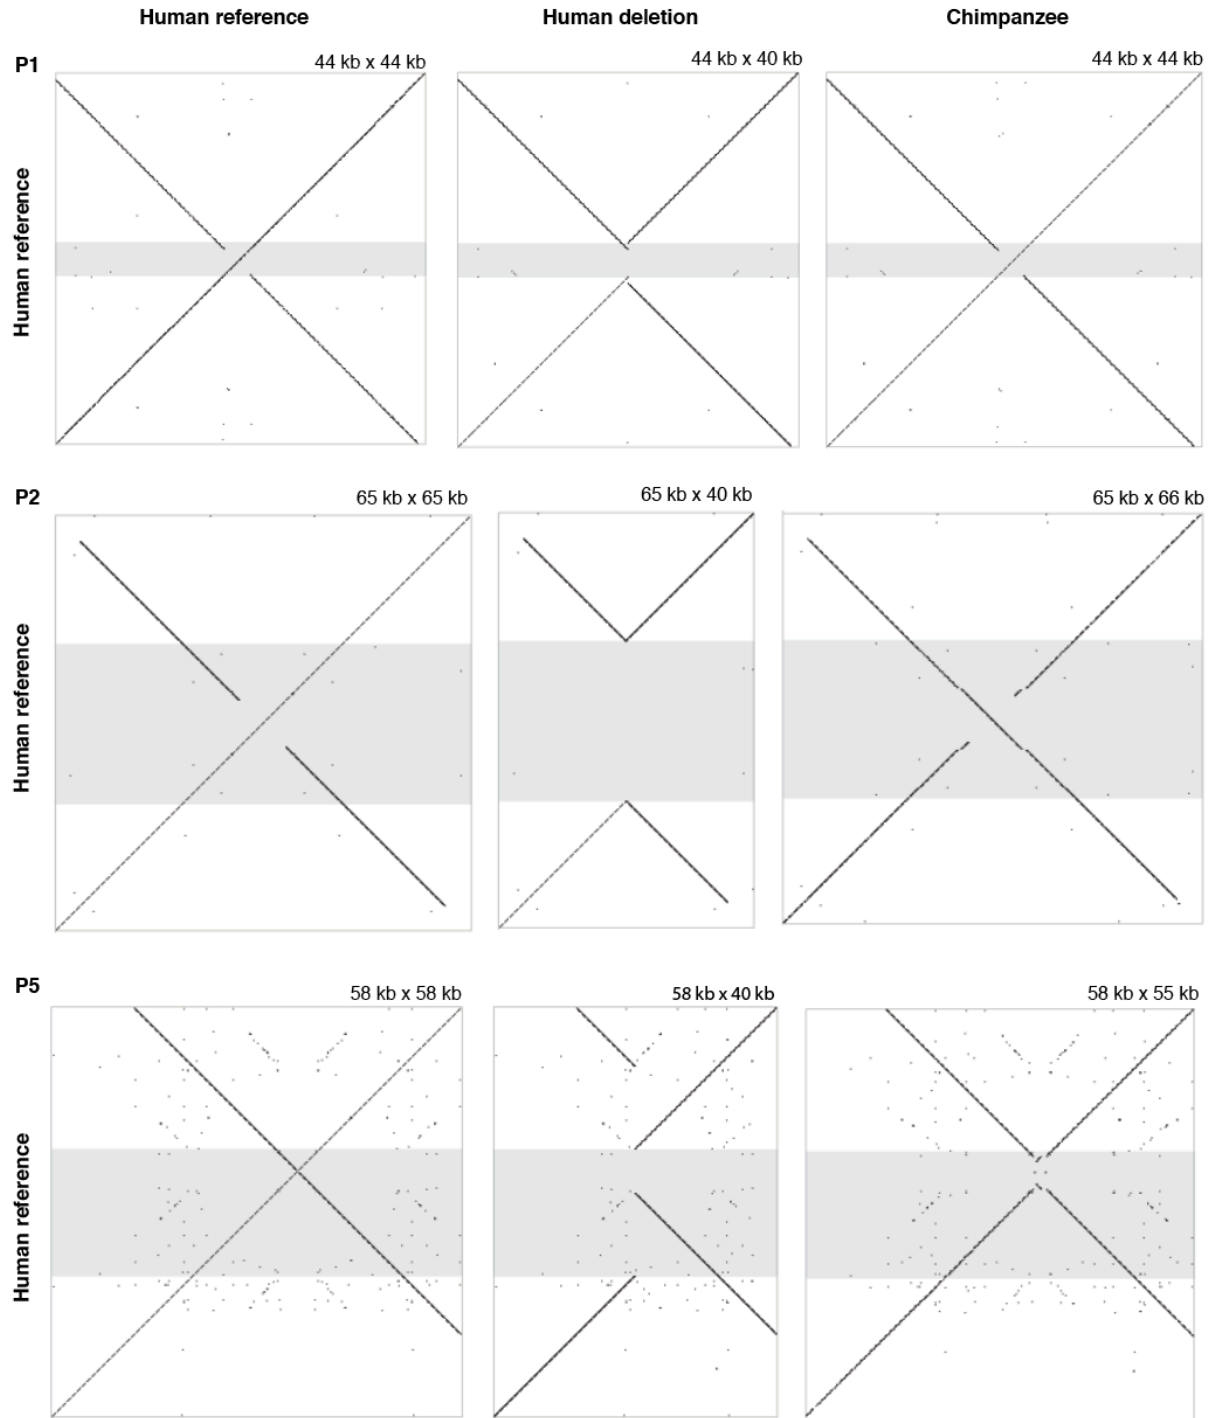 Human reference
Human deletion
Chimpanzee
P1
44 kb x 44 kb
44 kb x 40 kb
44 kb x 44 kb
Human reference
P2
65 kb x 65 kb
65 kb x 40 kb
65 kb x 66 kb
Human reference
P5
58 kb x 58 kb
58 kb x 40 kb
58 kb x 55 kb
Human reference